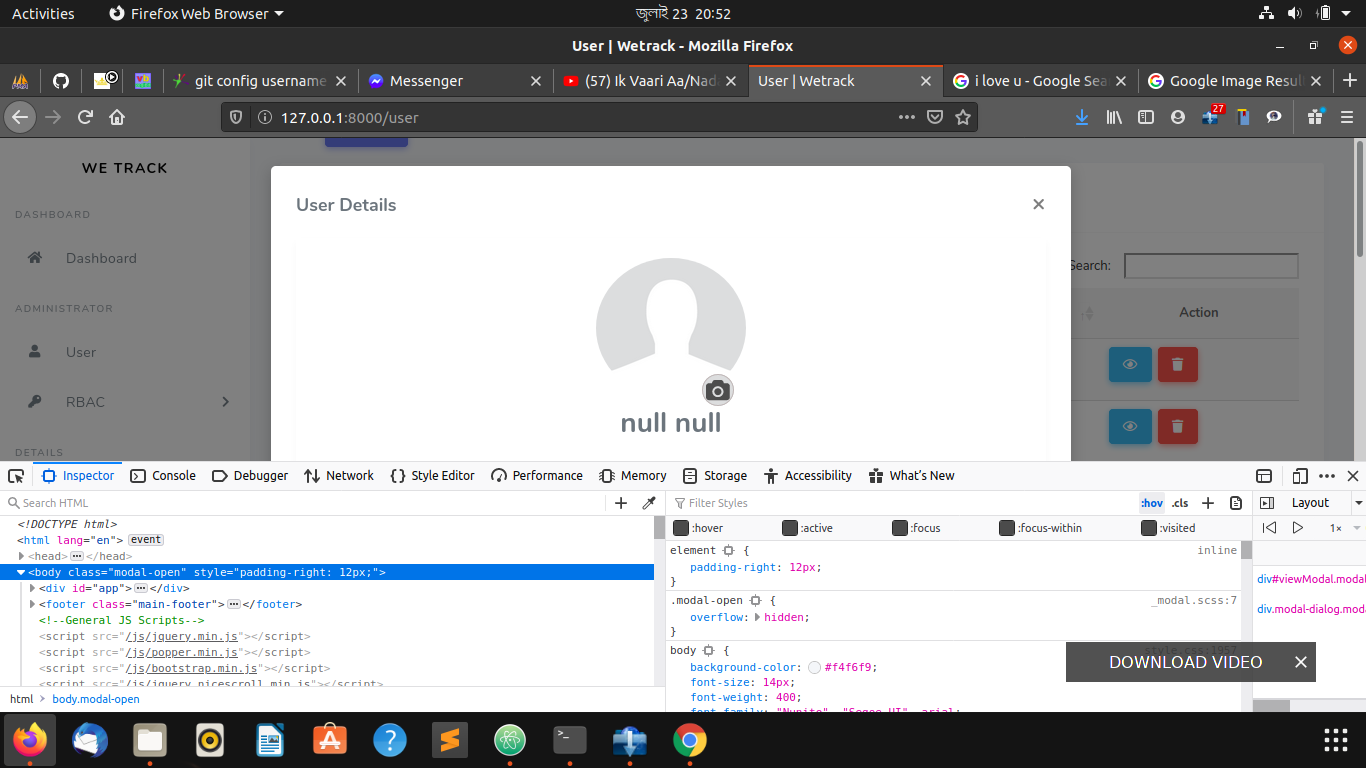 Activities
Firefox Web Browser
জুলাই 23 20:52
User | Wetrack - Mozilla Firefox
git config username
Messenger
(57) Ik Vaari Aa/Nad
User | Wetrack
i love u - Google Sea
Google Image Result
127.0.0.1:8000/user
27
WE TRACK
DASHBOARD
Dashboard
ADMINISTRATOR
User
RBAC
DETAILS
User Details
null null
Search:
Action
Inspector
Console
Debugger
Network
Style Editor
Performance
Memory
Storage
Accessibility
What's New
Search HTML
Filter Styles
:hov
.cls
Layout
<!DOCTYPE html>
<html lang="en"> event
<head> </head>
<body class="modal-open" style="padding-right: 12px;">
<div id="app"> </div>
<footer class="main-footer"> </footer>
<!--General JS Scripts-->
<script src="/js/jquery.min.js"></script>
<script src="/js/popper.min.js"></script>
<script src="/js/bootstrap.min.js"></script>
<script src="/js/jquery.nicescroll.min.js"></script>
html
body.modal-open
:hover
:active
:focus
:focus-within
:visited
element { inline
padding-right: 12px;
}
.modal-open { _modal.scss:7
overflow: hidden;
}
body { style.css:1957
background-color: #f4f6f9;
font-size: 14px;
font-weight: 400;
font-family: "Nunito", "Segoe UI", arial;
1×
div#viewModal.moda
div.modal-dialog.moda
DOWNLOAD VIDEO